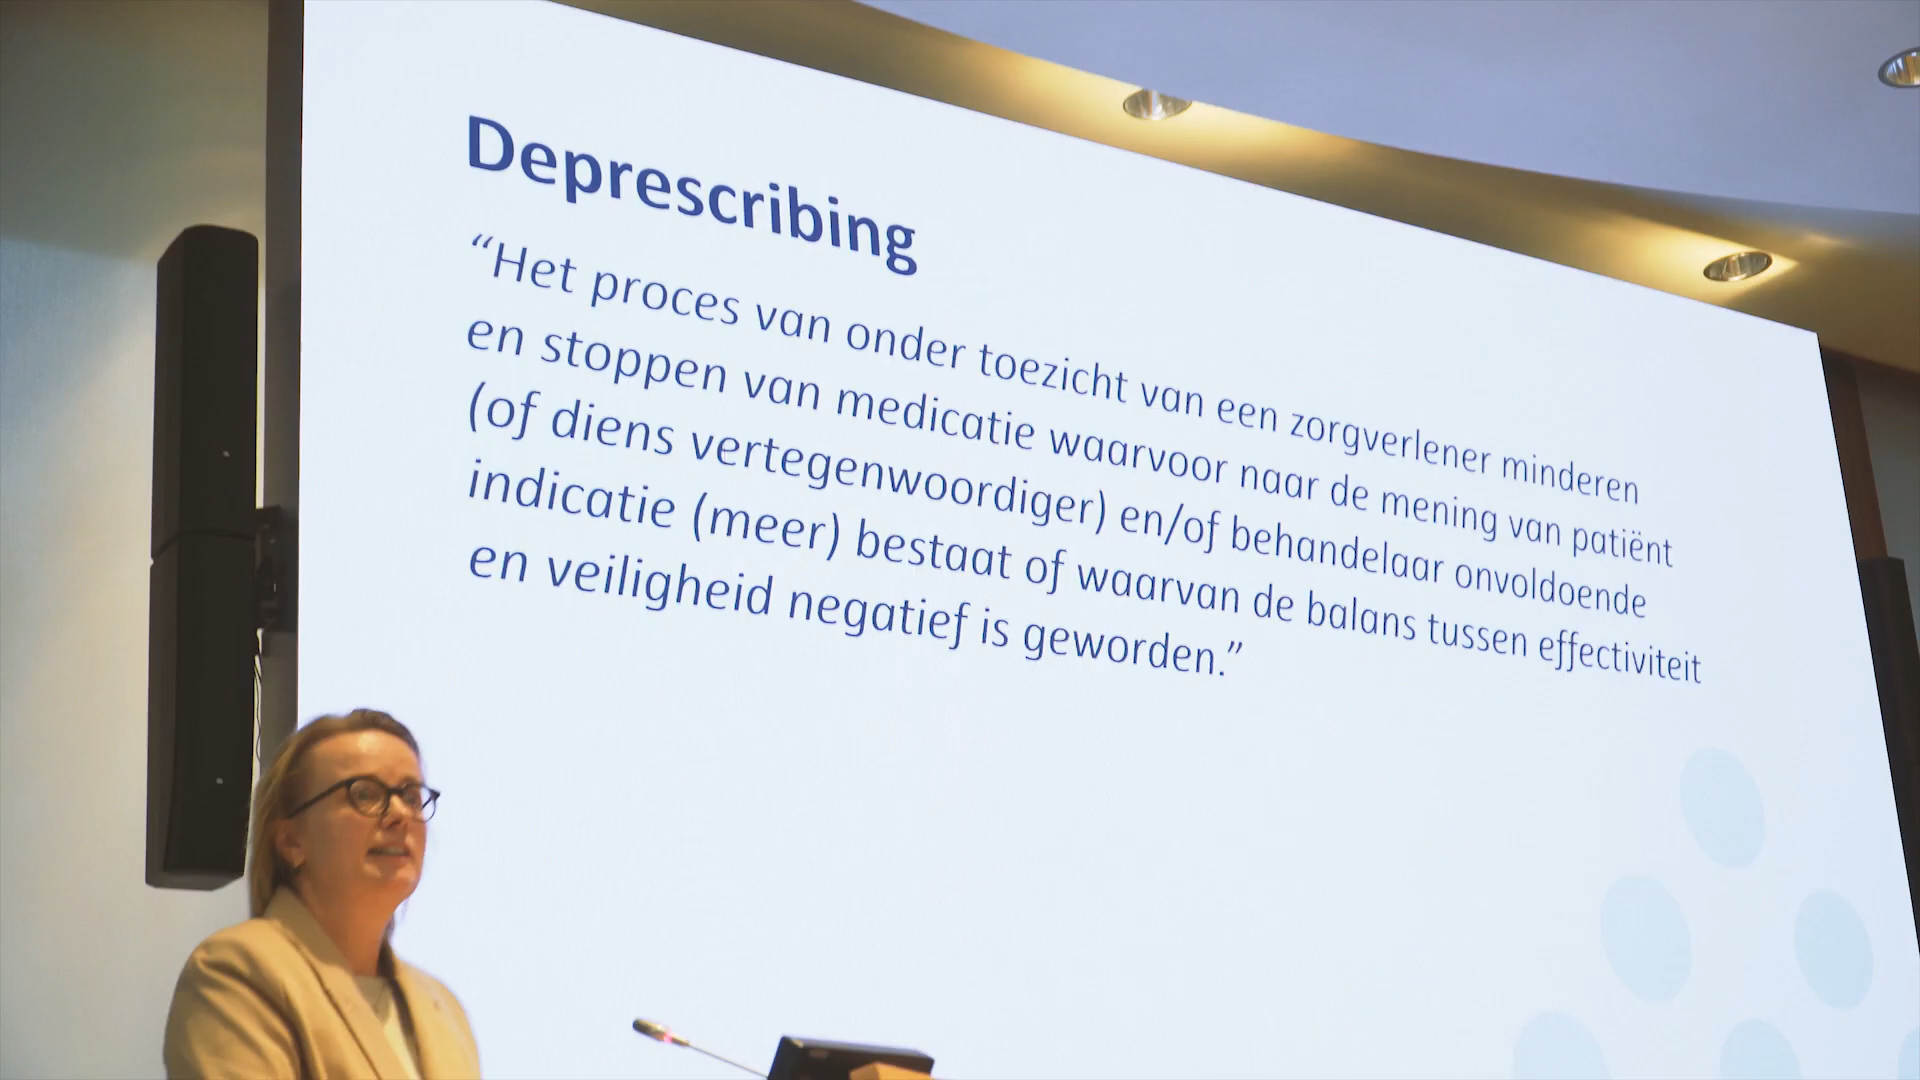 Deprescribing
“Het proces van onder toezicht van een zorgverlener minderen
en stoppen van medicatie waarvoor naar de mening van patiënt
(of diens vertegenwoordiger) en/of behandelaar onvoldoende
indicatie (meer) bestaat of waarvan de balans tussen effectiviteit
en veiligheid negatief is geworden.”